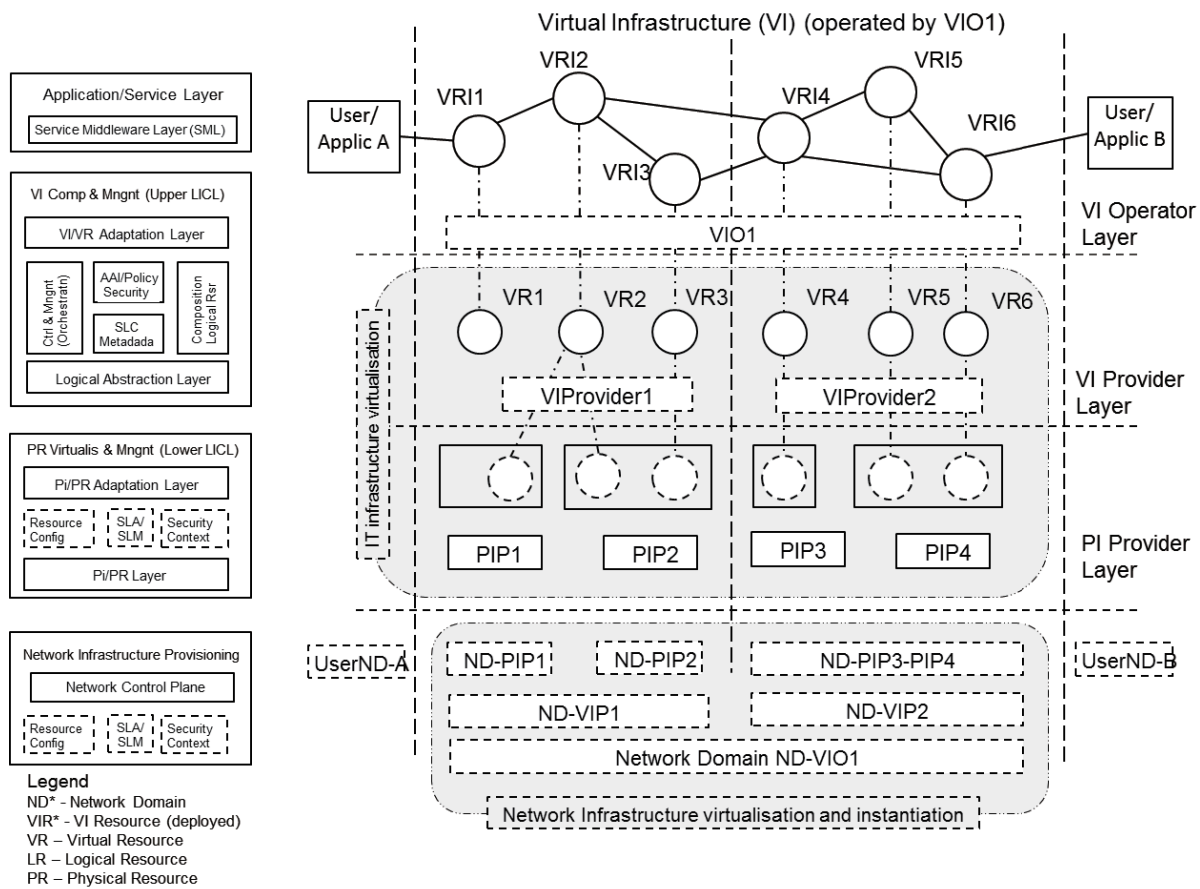 Virtual Infrastructure (VI) (operated by VIO1)
Application/Service Layer
Service Middleware Layer (SML)
VI Comp & Mngnt (Upper LICL)
VI/VR Adaptation Layer
Ctrl & Mngnt
(Orchestratn)
AAI/Policy
Security
SLC
Metadada
Composition
Logical Rsr
Logical Abstraction Layer
PR Virtualis & Mngnt (Lower LICL)
Pi/PR Adaptation Layer
Resource
Config
SLA/
SLM
Security
Context
Pi/PR Layer
Network Infrastructure Provisioning
Network Control Plane
Resource
Config
SLA/
SLM
Security
Context
Legend
ND* - Network Domain
VIR* - VI Resource (deployed)
VR – Virtual Resource
LR – Logical Resource
PR – Physical Resource
User/
Applic A
VRI1
VRI2
VRI3
VRI4
VRI5
VRI6
User/
Applic B
VIO1
VI Operator
Layer
VR1
VR2
VR3
VR4
VR5
VR6
IT infrastructure virtualisation
VIProvider1
VIProvider2
VI Provider
Layer
PIP1
PIP2
PIP3
PIP4
PI Provider
Layer
UserND-A
ND-PIP1
ND-PIP2
ND-PIP3-PIP4
UserND-B
ND-VIP1
ND-VIP2
Network Domain ND-VIO1
Network Infrastructure virtualisation and instantiation